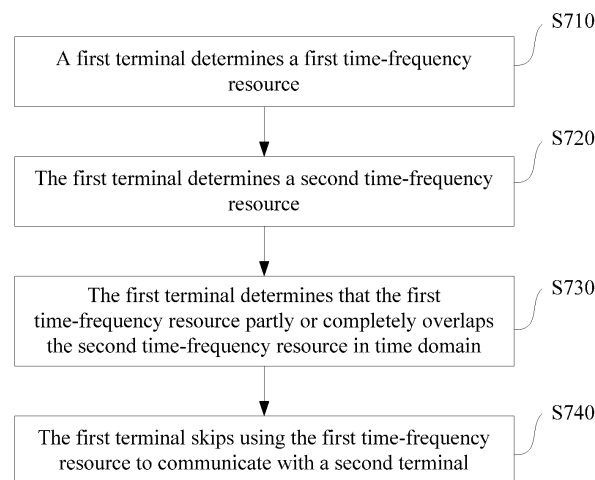 S710
A first terminal determines a first time-frequency
resource
S720
The first terminal determines a second time-frequency
resource
S730
The first terminal determines that the first
time-frequency resource partly or completely overlaps
the second time-frequency resource in time domain
S740
The first terminal skips using the first time-frequency
resource to communicate with a second terminal